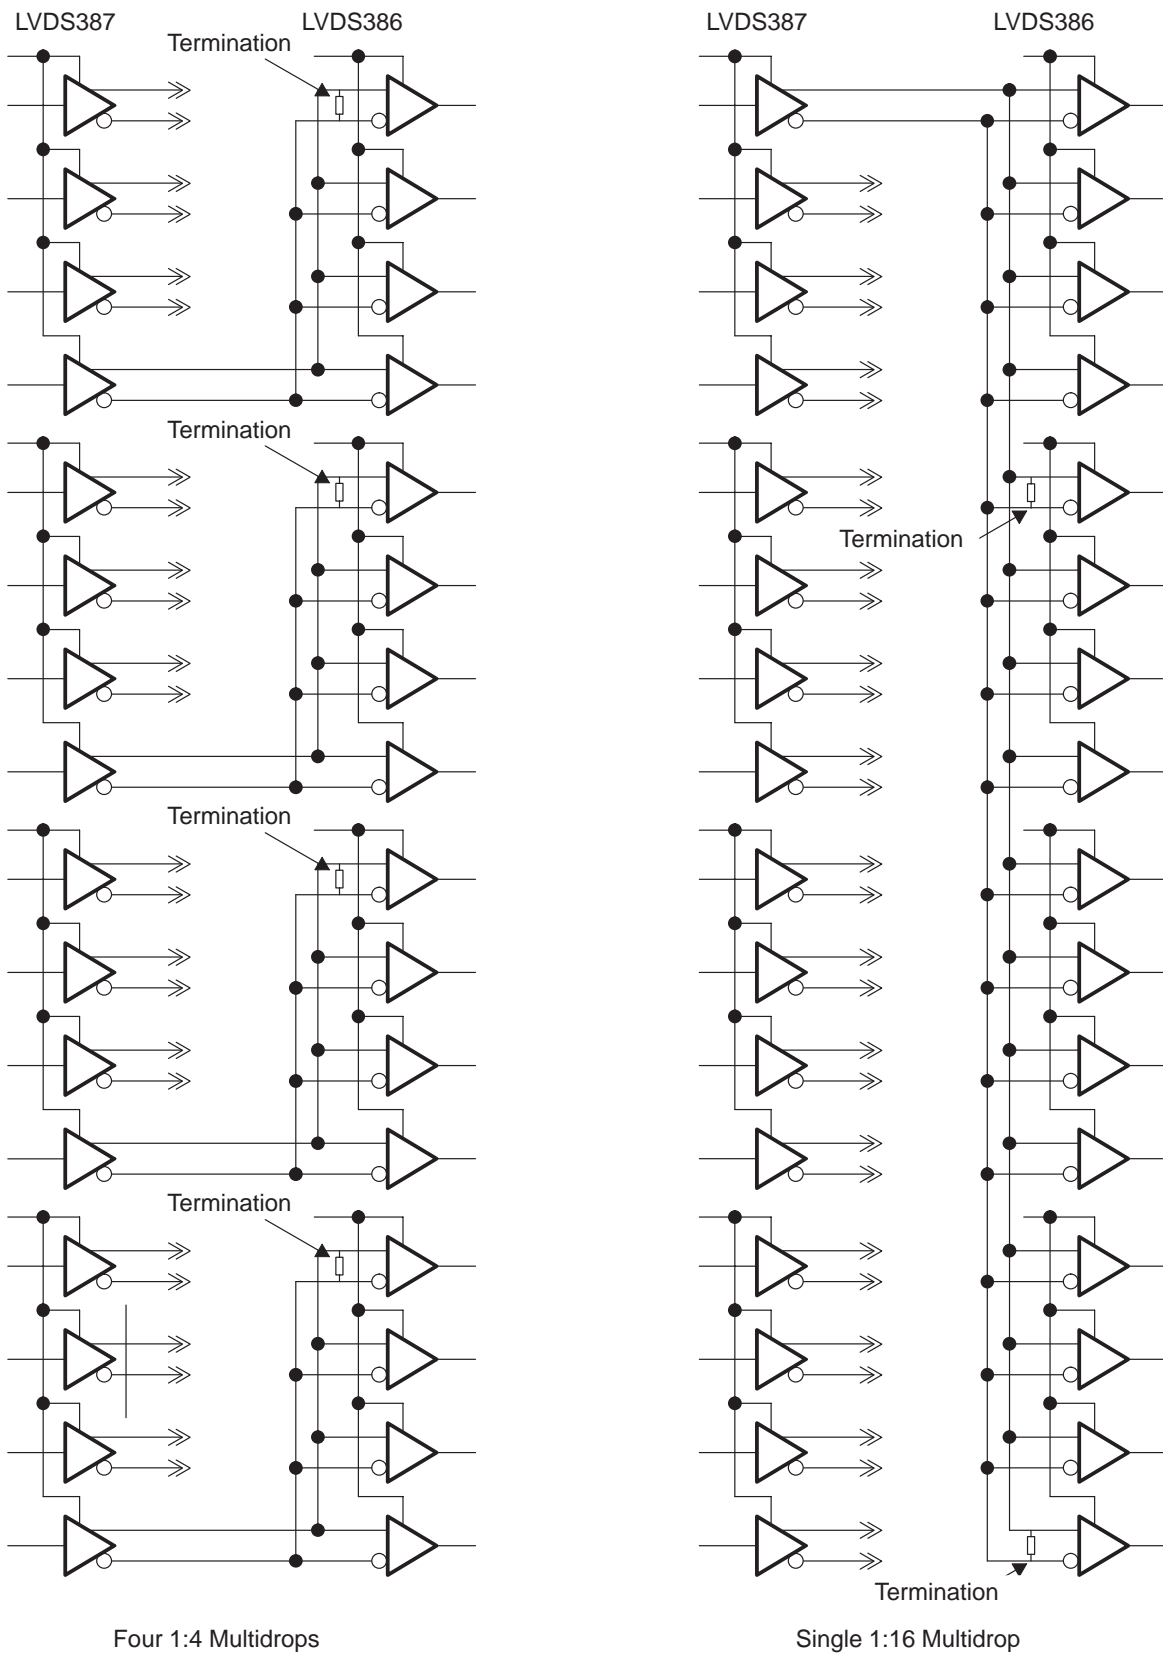 LVDS387
LVDS386
Termination
Termination
Termination
Termination
Four 1:4 Multidrops
LVDS387
LVDS386
Termination
Termination
Single 1:16 Multidrop